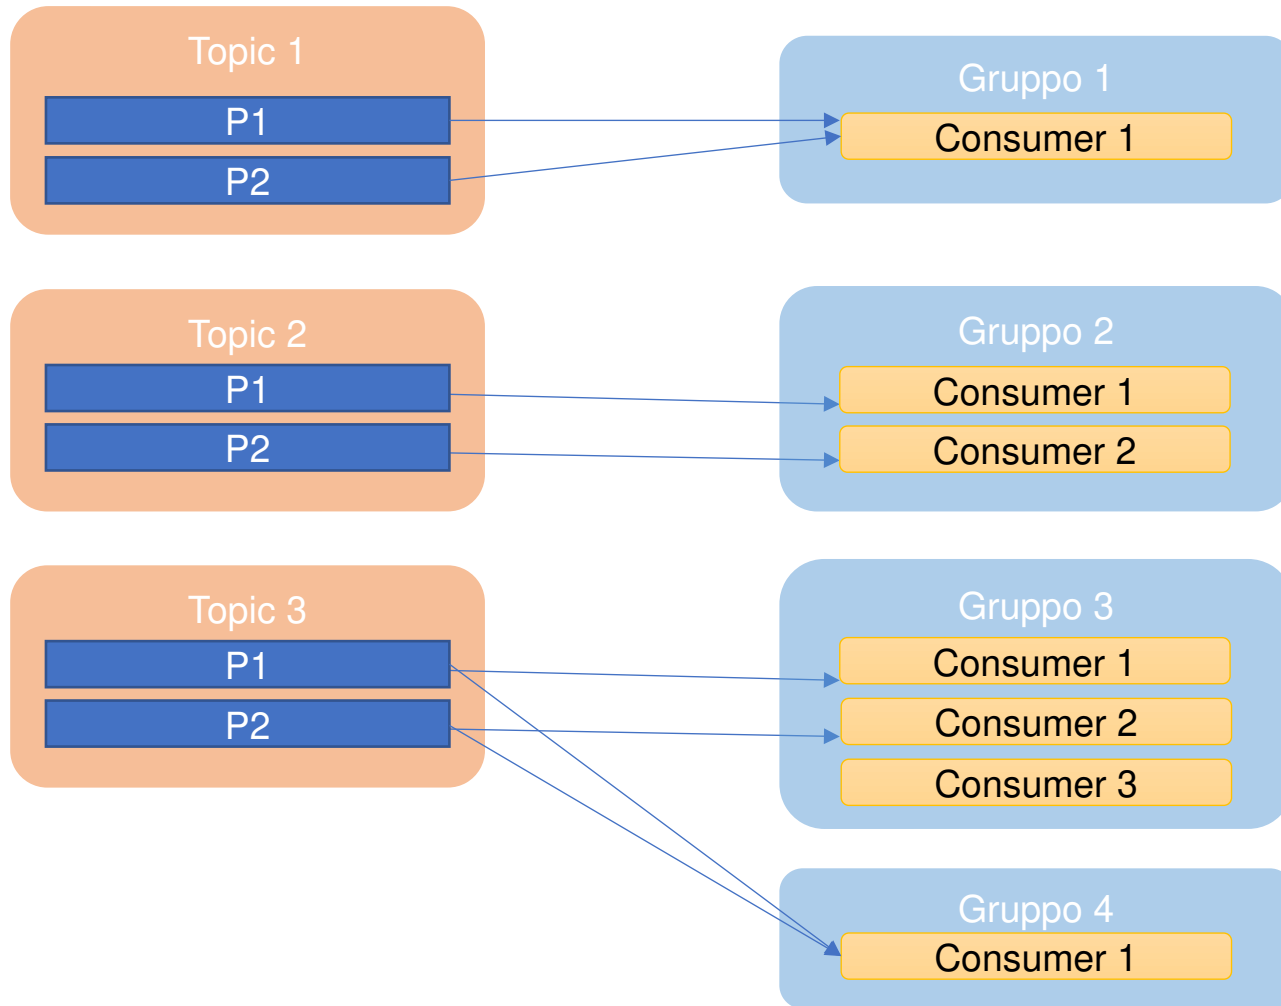 Topic 1
P1
P2
Gruppo 1
Consumer 1
Topic 2
P1
P2
Gruppo 2
Consumer 1
Consumer 2
Topic 3
P1
P2
Gruppo 3
Consumer 1
Consumer 2
Consumer 3
Gruppo 4
Consumer 1